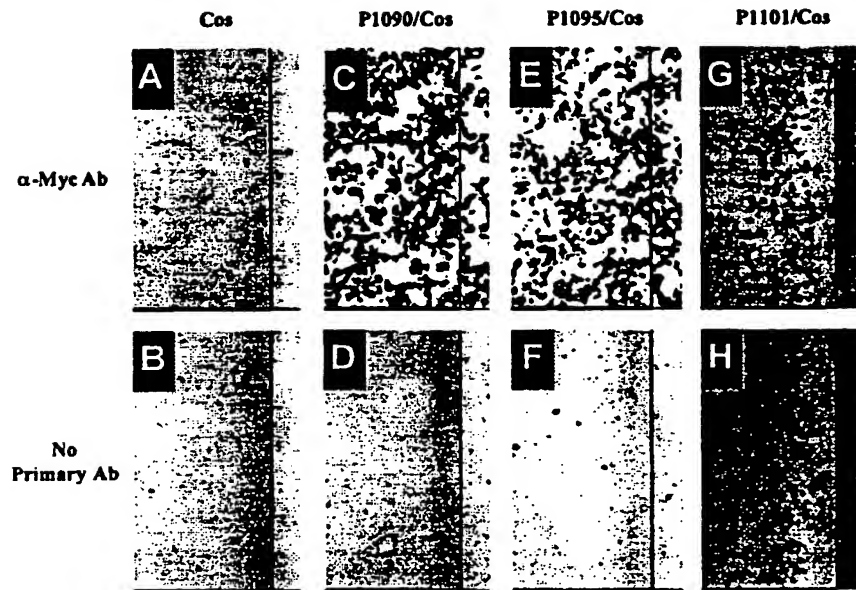 Cos P1090/Cos P1095/Cos P1101/Cos
A C E G
α-Myc Ab
B D F H
No
Primary Ab